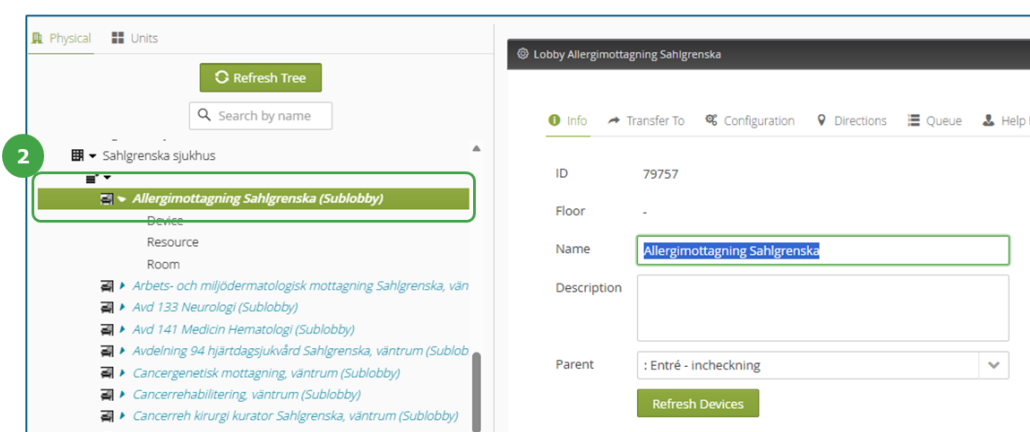 Physical Units
Refresh Tree
Search by name
2
Sahlgrenska sjukhus
Allergimottagning Sahlgrenska (Sublobby)
Device
Resource
Room
Arbets- och miljödermatologisk mottagning Sahlgrenska, vän
Avd 133 Neurologi (Sublobby)
Avd 141 Medicin Hematologi (Sublobby)
Avdelning 94 hjärtdagsjukvård Sahlgrenska, väntrum (Sublob
Cancergenetisk mottagning, väntrum (Sublobby)
Cancerrehabilitering, väntrum (Sublobby)
Cancerreh kirurgi kurator Sahlgrenska, väntrum (Sublobby)
Lobby Allergimottagning Sahlgrenska
Info Transfer To Configuration Directions Queue Help
ID 79757
Floor -
Name Allergimottagning Sahlgrenska
Description
Parent : Entré - incheckning
Refresh Devices